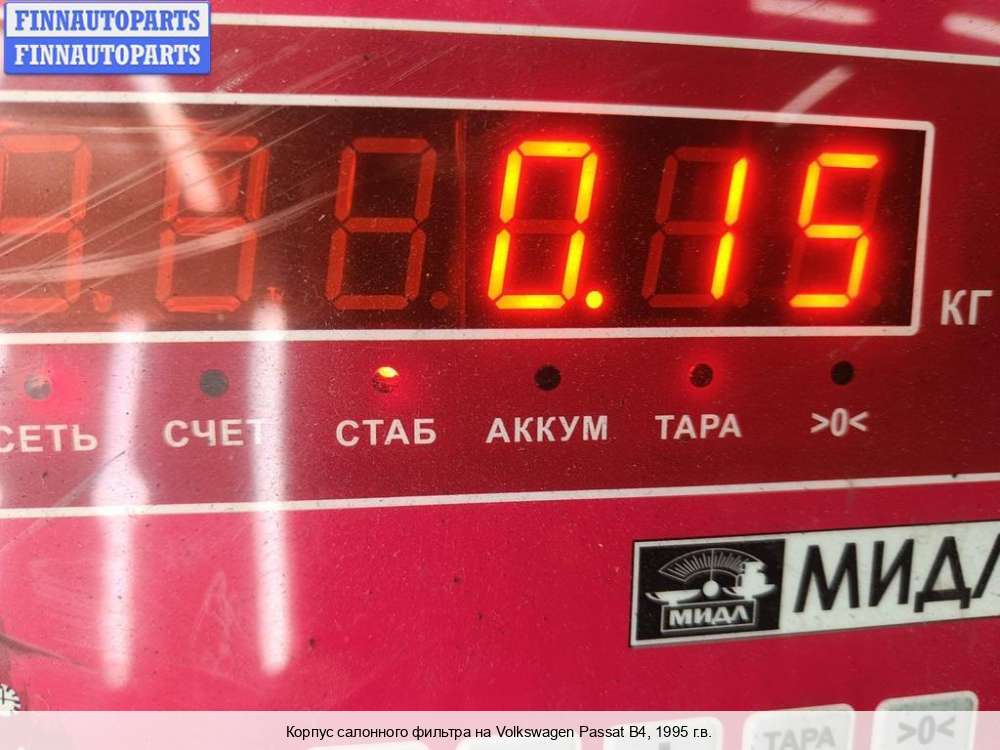 FINNAUTOPARTS
FINNAUTOPARTS
0.15
КГ
СЕТЬ СЧЕТ СТАБ АККУМ ТАРА >0<
МИДЛ
МИДЛ
ТАРА >0<
Корпус салонного фильтра на Volkswagen Passat B4, 1995 г.в.